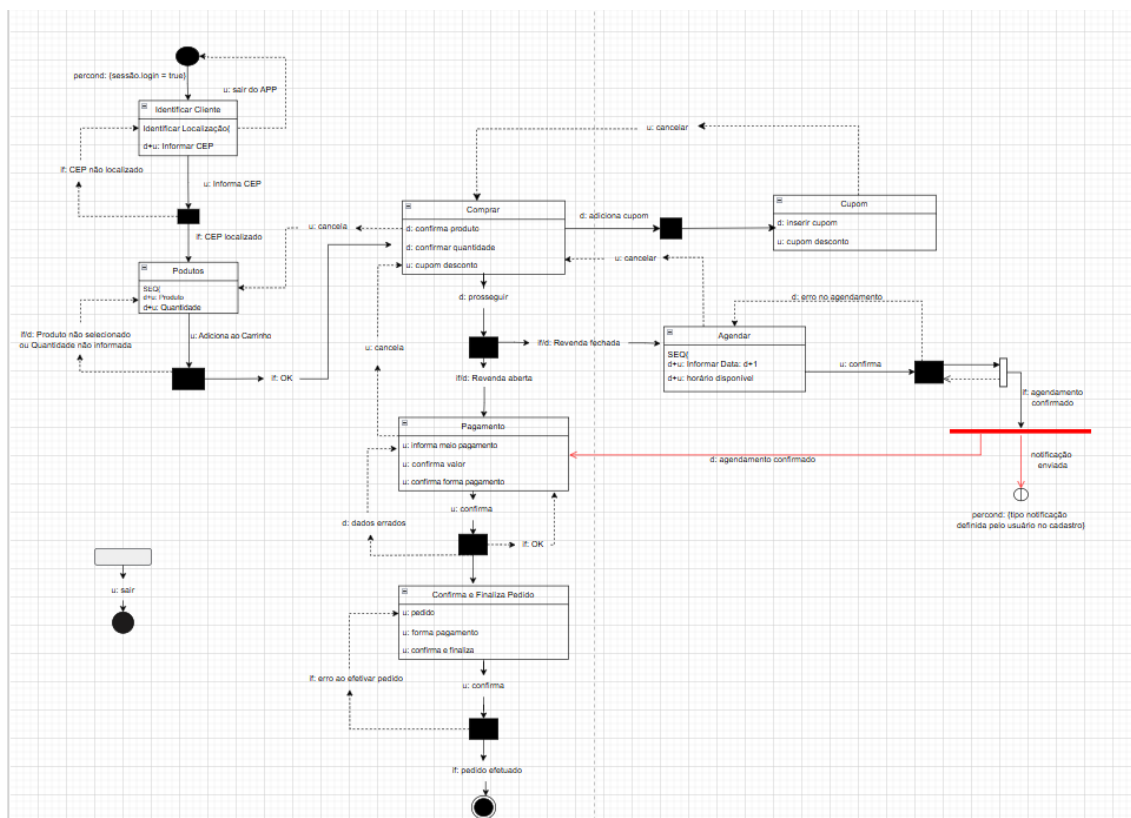 percond: {sessão.login = true}
u: sair do APP
Identificar Cliente
Identificar Localização{
d+u: Informar CEP
If: CEP não localizado
u: Informa CEP
If: CEP localizado
Podutos
SEQ{
d+u: Produto
d+u: Quantidade
if/d: Produto não selecionado
ou Quantidade não informada
u: Adiciona ao Carrinho
if: OK
u: cancela
Comprar
d: confirma produto
d: confirmar quantidade
u: cupom desconto
u: cancelar
d: adiciona cupom
Cupom
d: inserir cupom
u: cupom desconto
u: cancelar
d: prosseguir
if/d: Revenda fechada
if/d: Revenda aberta
u: cancela
d: erro no agendamento
Agendar
SEQ{
d+u: Informar Data: d+1
d+u: horário disponível
u: confirma
if: agendamento
confirmado
d: agendamento confirmado
notificação
enviada
percond: {tipo notificação
definida pelo usuário no cadastro}
Pagamento
u: informa meio pagamento
u: confirma valor
u: confirma forma pagamento
u: confirma
d: dados errados
if: OK
Confirma e Finaliza Pedido
u: pedido
u: forma pagamento
u: confirma e finaliza
if: erro ao efetivar pedido
u: confirma
if: pedido efetuado
u: sair